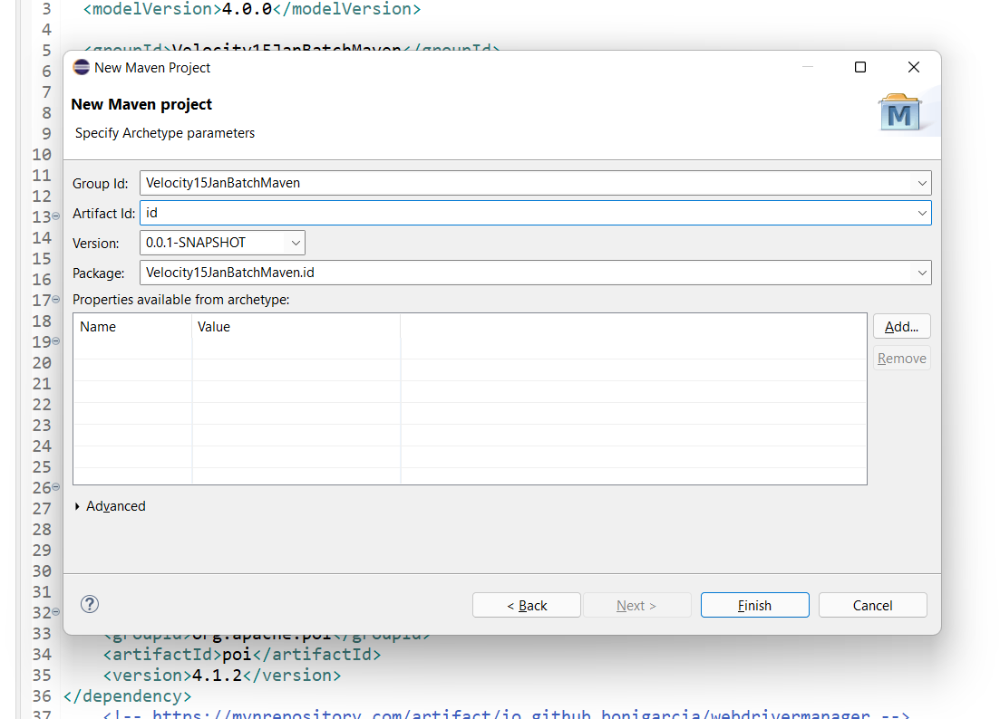 3 <modelVersion>4.0.0</modelVersion>
4
5 <groupId>Velocity15JanBatchMaven</groupId>
6
7
8
9
10
11
12
13
14
15
16
17
18
19
20
21
22
23
24
25
26
27
28
29
30
31
32
New Maven Project
New Maven project
Specify Archetype parameters
Group Id: Velocity15JanBatchMaven
Artifact Id: id
Version: 0.0.1-SNAPSHOT
Package: Velocity15JanBatchMaven.id
Properties available from archetype:
Name Value
Add...
Remove
Advanced
? < Back Next > Finish Cancel
33 <groupId>org.apache.poi</groupId>
34 <artifactId>poi</artifactId>
35 <version>4.1.2</version>
36 </dependency>
37 <!-- https://mvnrepository.com/artifact/io.github.bonigarcia/webdrivermanager -->